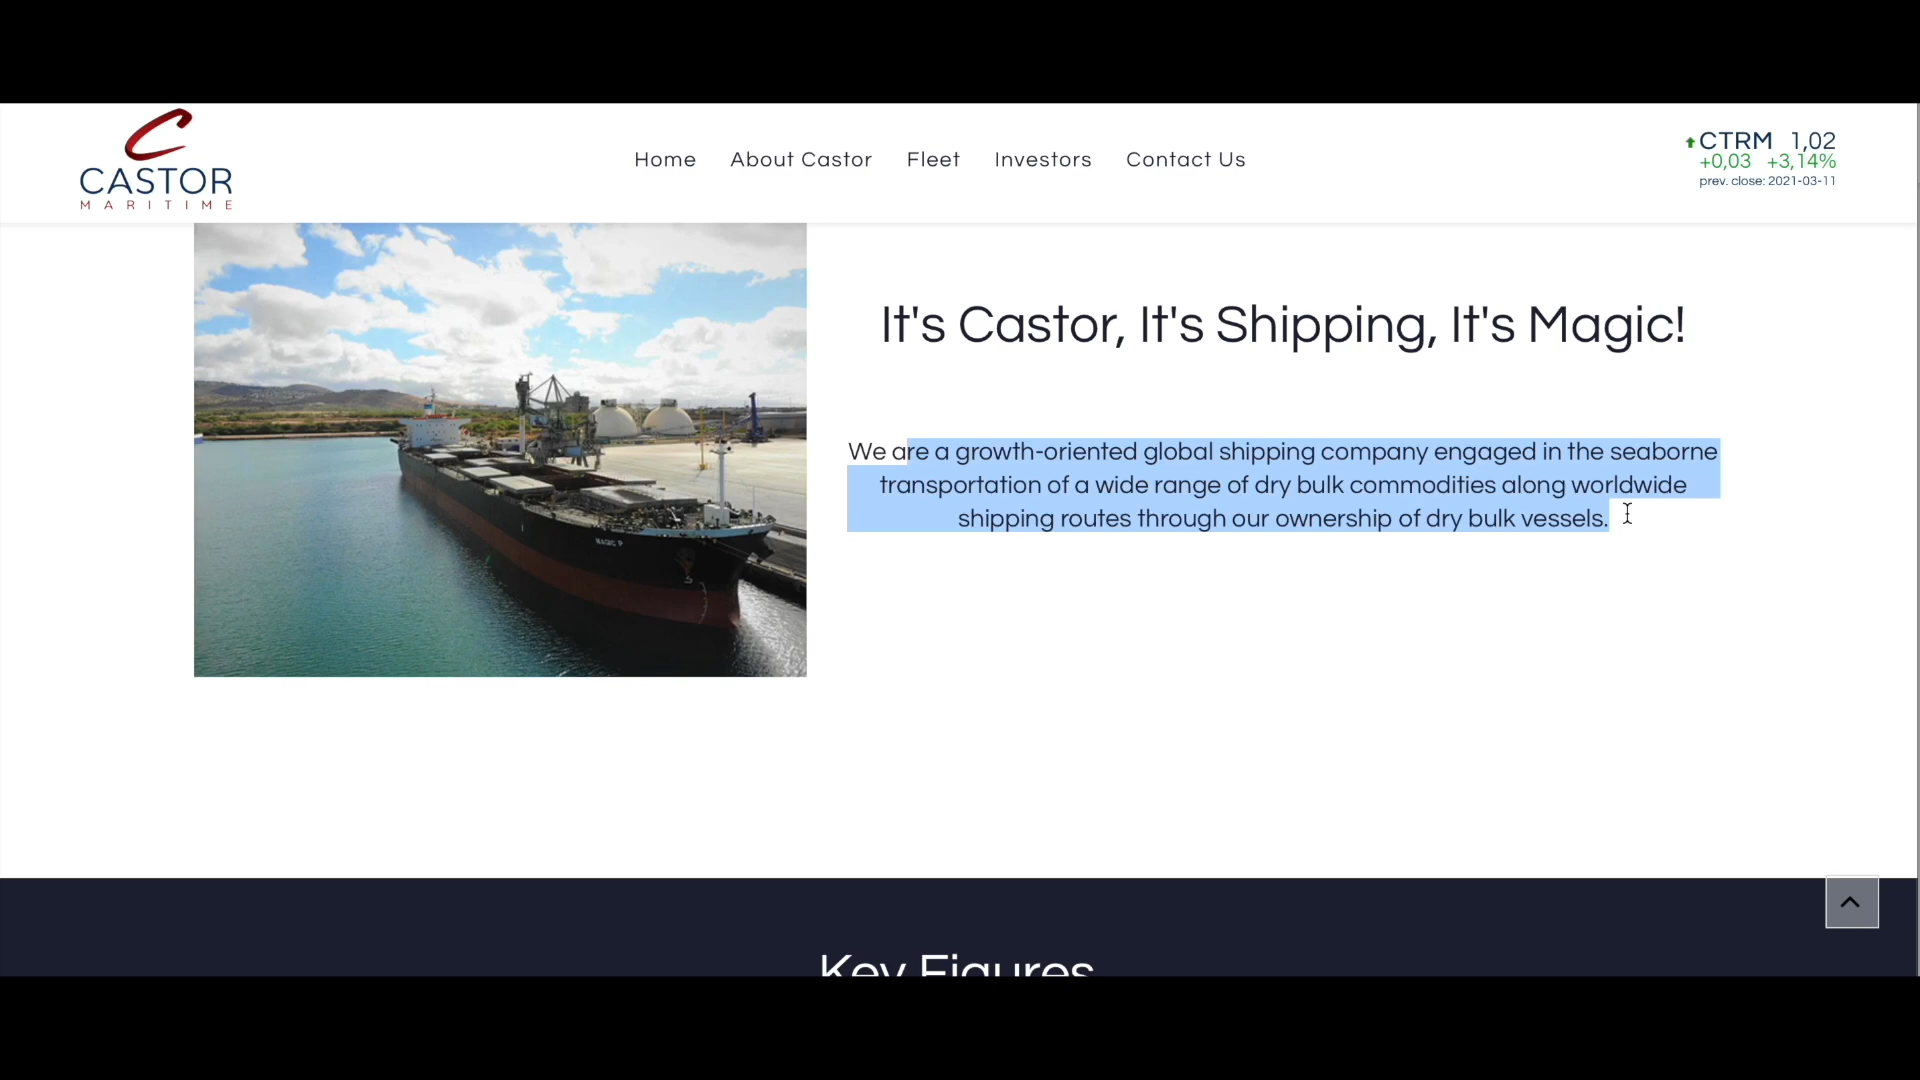 CASTOR
MARITIME
Home About Castor Fleet Investors Contact Us
CTRM 1,02
+0,03 +3,14%
prev. close: 2021-03-11
It's Castor, It's Shipping, It's Magic!
We are a growth-oriented global shipping company engaged in the seaborne
transportation of a wide range of dry bulk commodities along worldwide
shipping routes through our ownership of dry bulk vessels.
MAGIC P
Key Figures